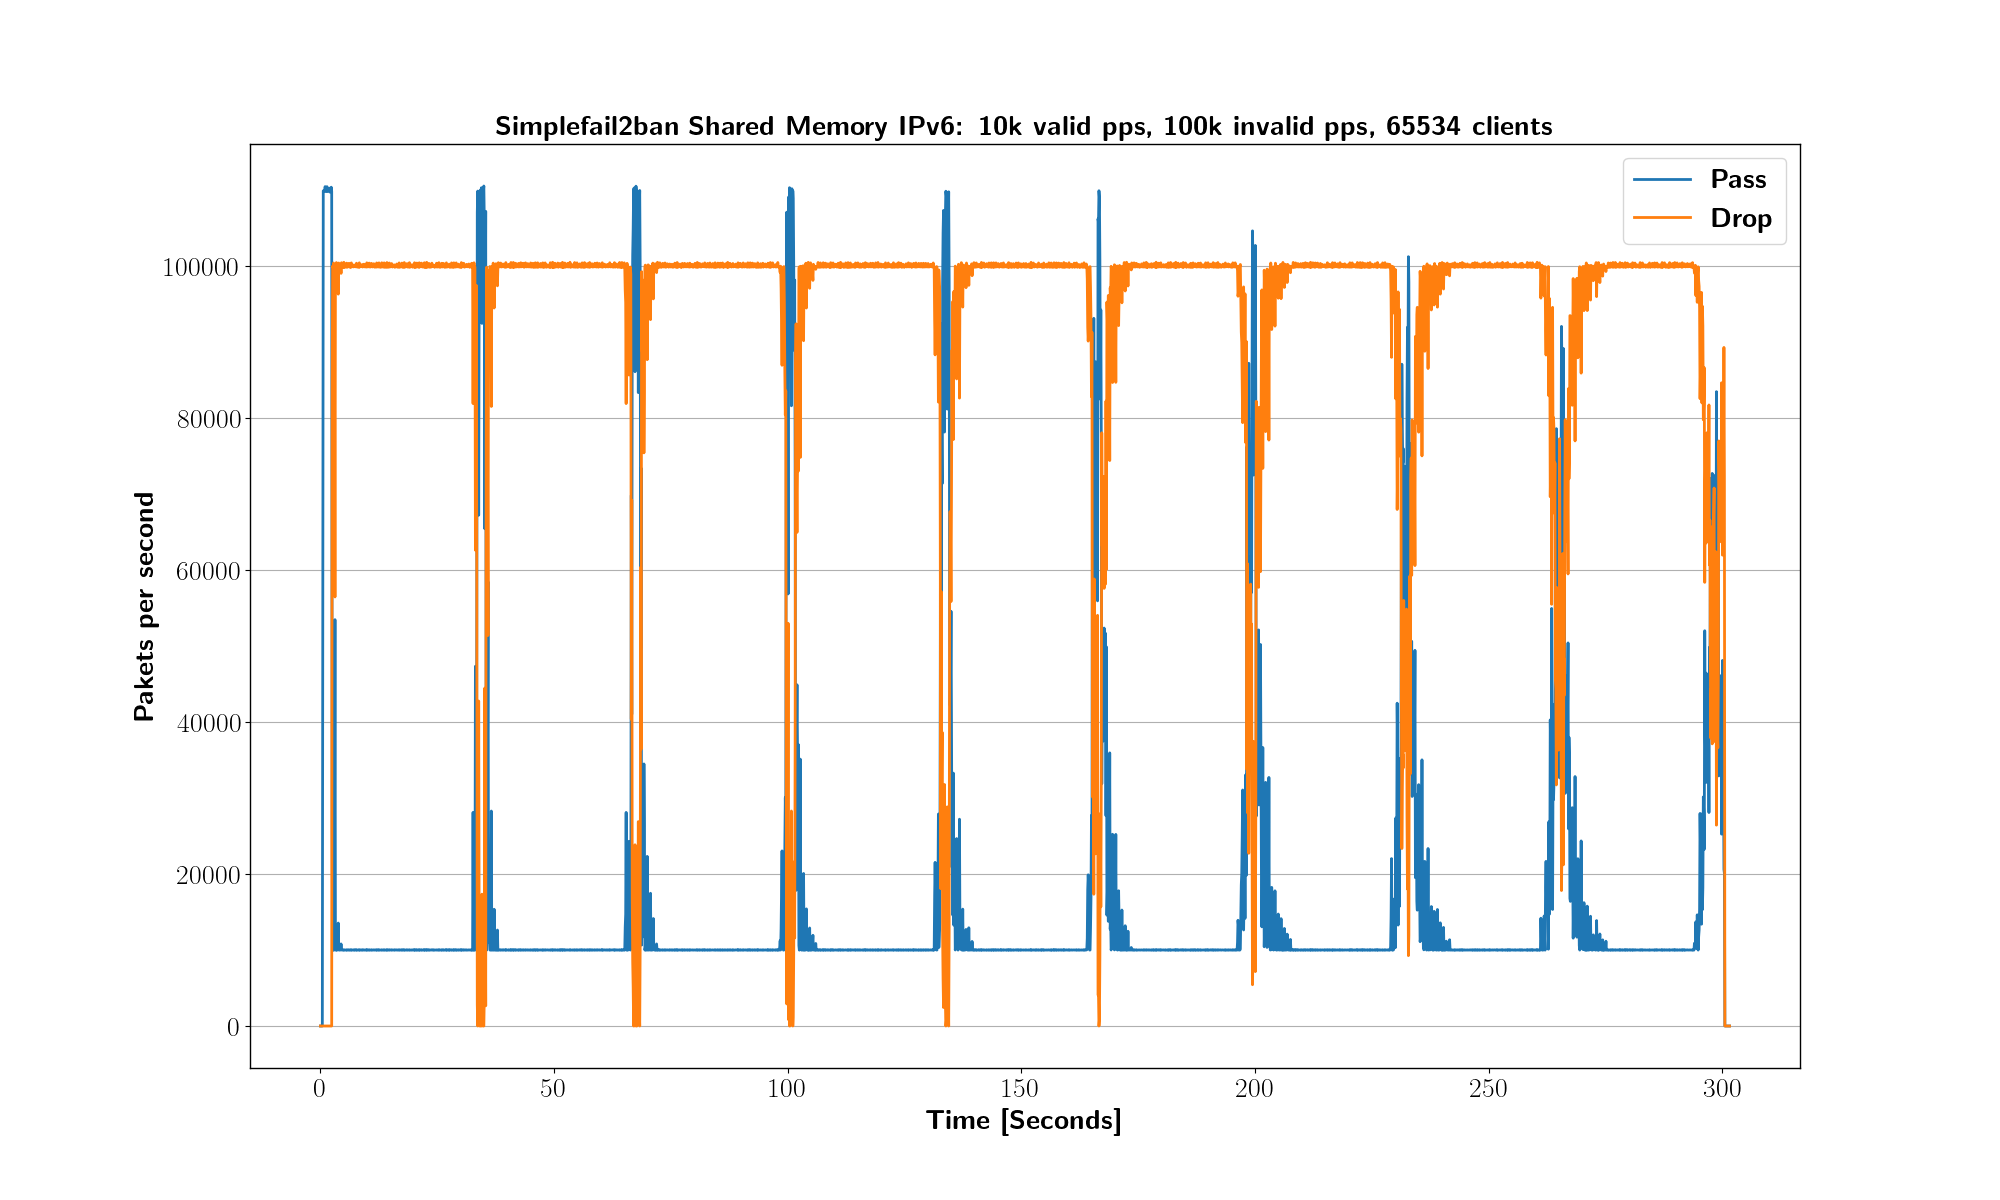 Simplefail2ban Shared Memory IPv6: 10k valid pps, 100k invalid pps, 65534 clients
Pass
Drop
100000
80000
60000
40000
20000
0
Pakets per second
0 50 100 150 200 250 300
Time [Seconds]